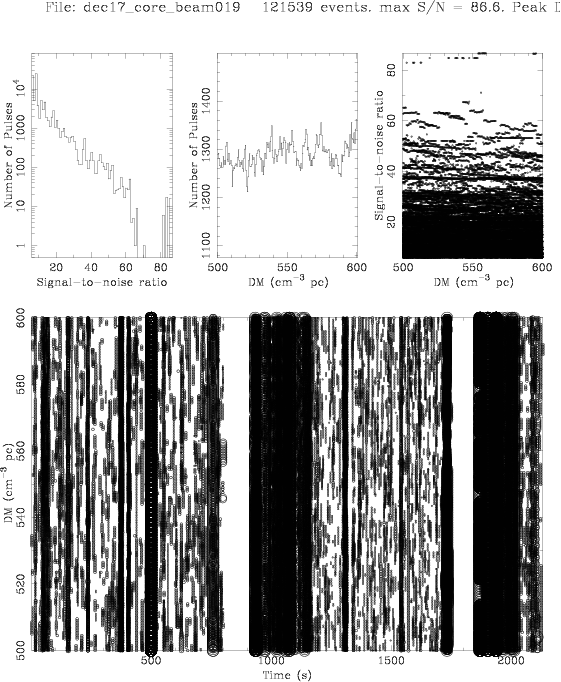 File: dec17_core_beam019 121539 events. max S/N = 86.6. Peak D
Number of Pulses
10⁴
1000
100
10
1
20 40 60 80
Signal-to-noise ratio
Number of Pulses
1400
1300
1200
1100
500 550 600
DM (cm⁻³ pc)
Signal-to-noise ratio
80
60
40
20
500 550 600
DM (cm⁻³ pc)
DM (cm⁻³ pc)
600
580
560
540
520
500
500 1000 1500 2000
Time (s)